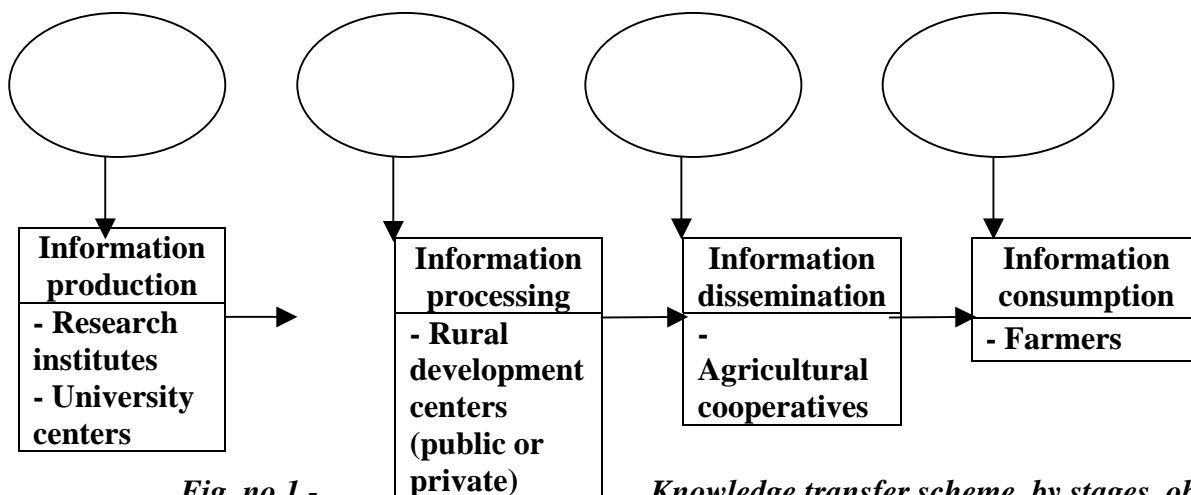 Information
production
- Research
institutes
- University
centers
Information
processing
- Rural
development
centers
(public or
private)
Information
dissemination
-
Agricultural
cooperatives
Information
consumption
- Farmers
Fig. no.1 - Knowledge transfer scheme, by stages,